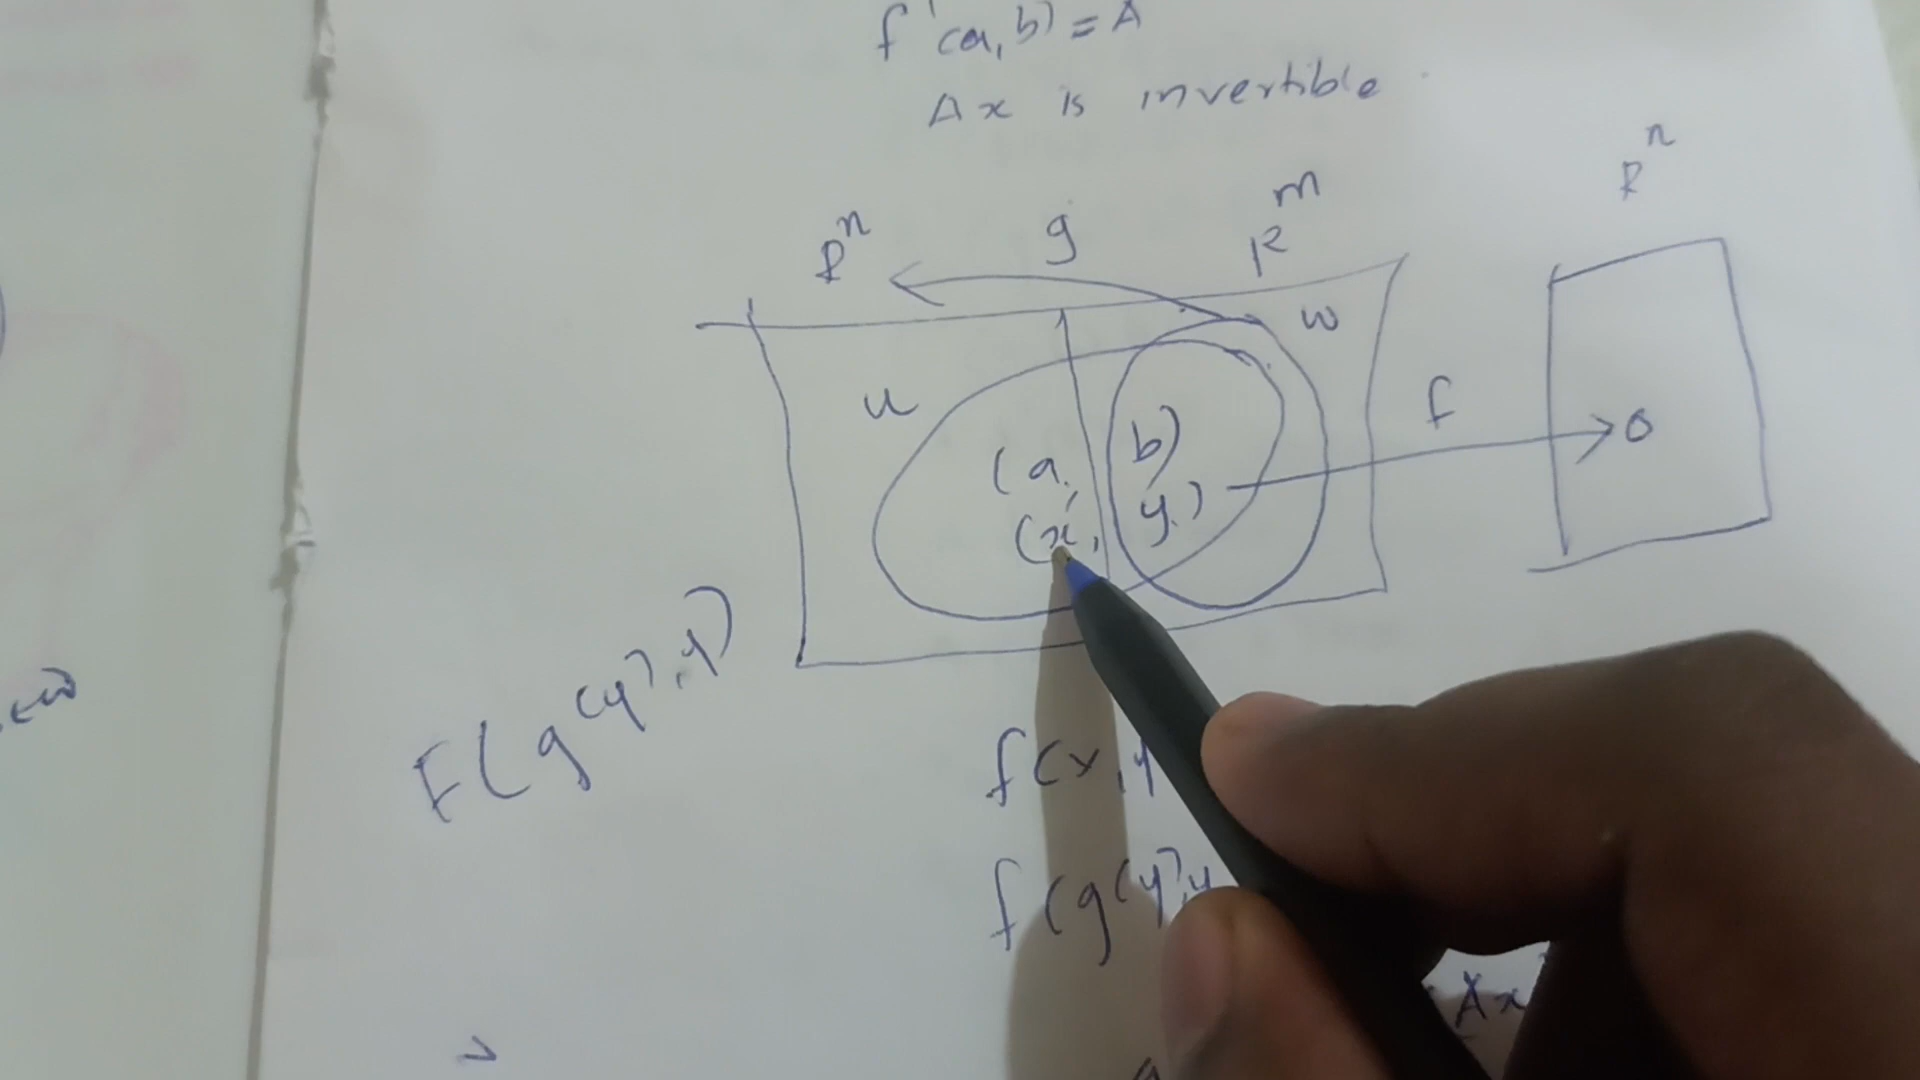 f'(a,b) = A
Ax is invertible
R^n
g
R^m
R^n
w
u
f
(a, b)
(x, y)
0
F(g(y), y)
f(x, y
f(g(y), y
Ax